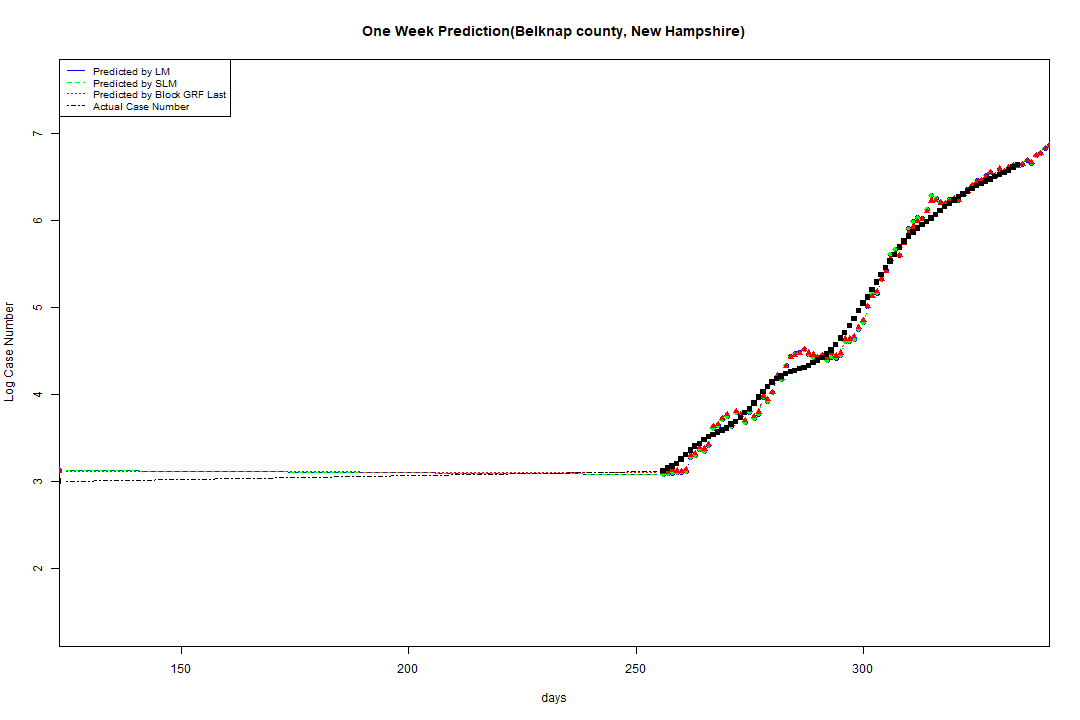 One Week Prediction(Belknap county, New Hampshire)
Predicted by LM
Predicted by SLM
Predicted by Block GRF Last
Actual Case Number
7
6
5
4
3
2
Log Case Number
150
200
250
300
days